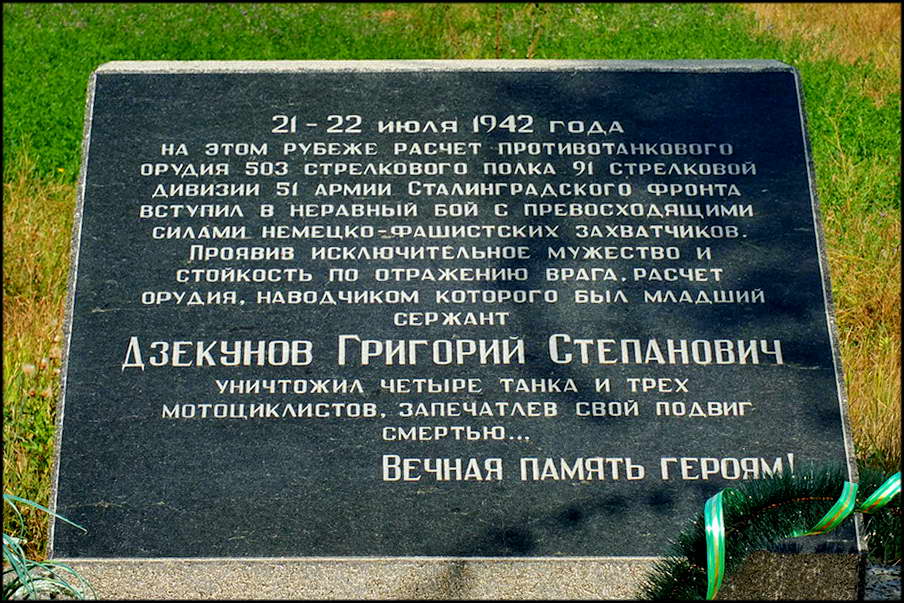 21 - 22 июля 1942 года
на этом рубеже расчет противотанкового
орудия 503 стрелкового полка 91 стрелковой
дивизии 51 армии Сталинградского фронта
вступил в неравный бой с превосходящими
силами немецко-фашистских захватчиков.
Проявив исключительное мужество и
стойкость по отражению врага, расчет
орудия, наводчиком которого был младший
сержант
Дзекунов Григорий Степанович
уничтожил четыре танка и трех
мотоциклистов, запечатлев свой подвиг
смертью...
Вечная память героям!